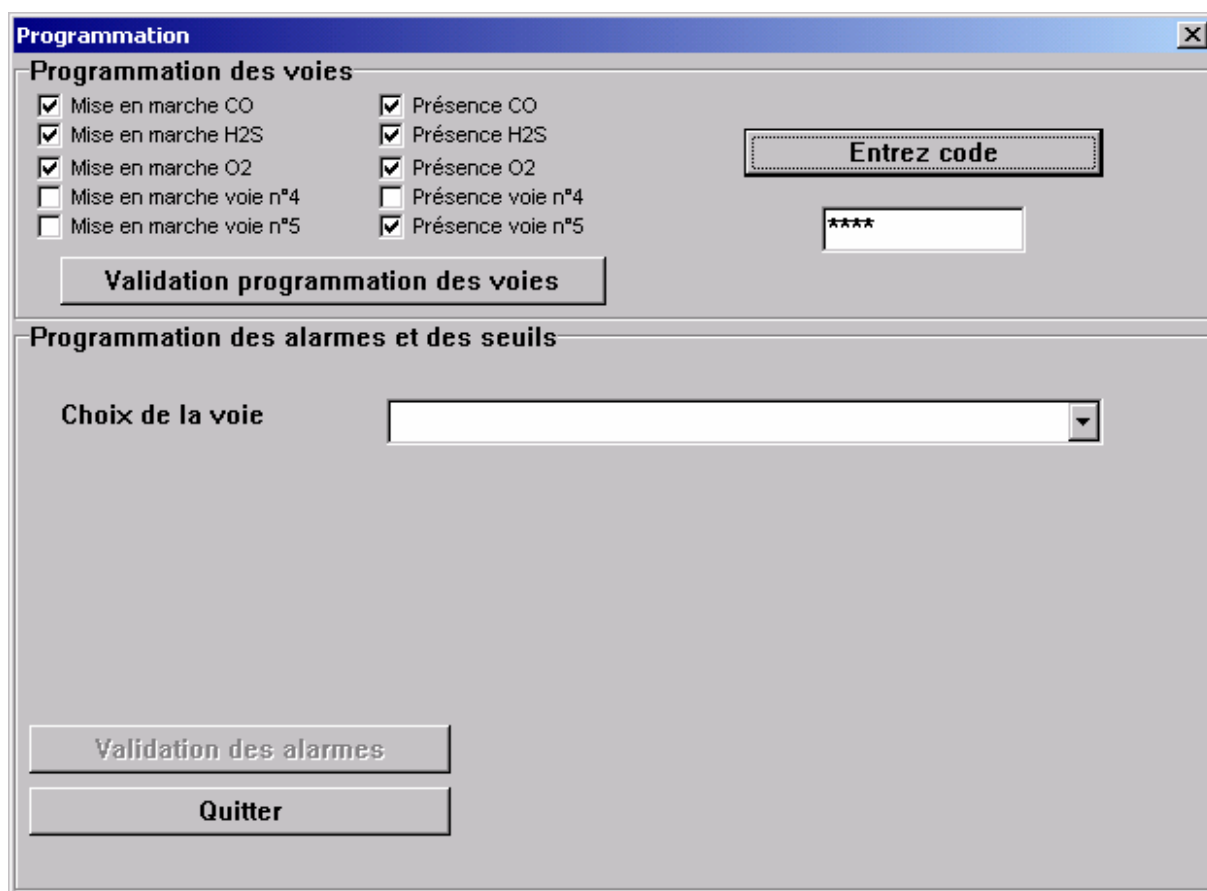 Programmation
Programmation des voies
Mise en marche CO
Présence CO
Mise en marche H2S
Présence H2S
Entrez code
Mise en marche O2
Présence O2
Mise en marche voie n°4
Présence voie n°4
Mise en marche voie n°5
Présence voie n°5
****
Validation programmation des voies
Programmation des alarmes et des seuils
Choix de la voie
Validation des alarmes
Quitter